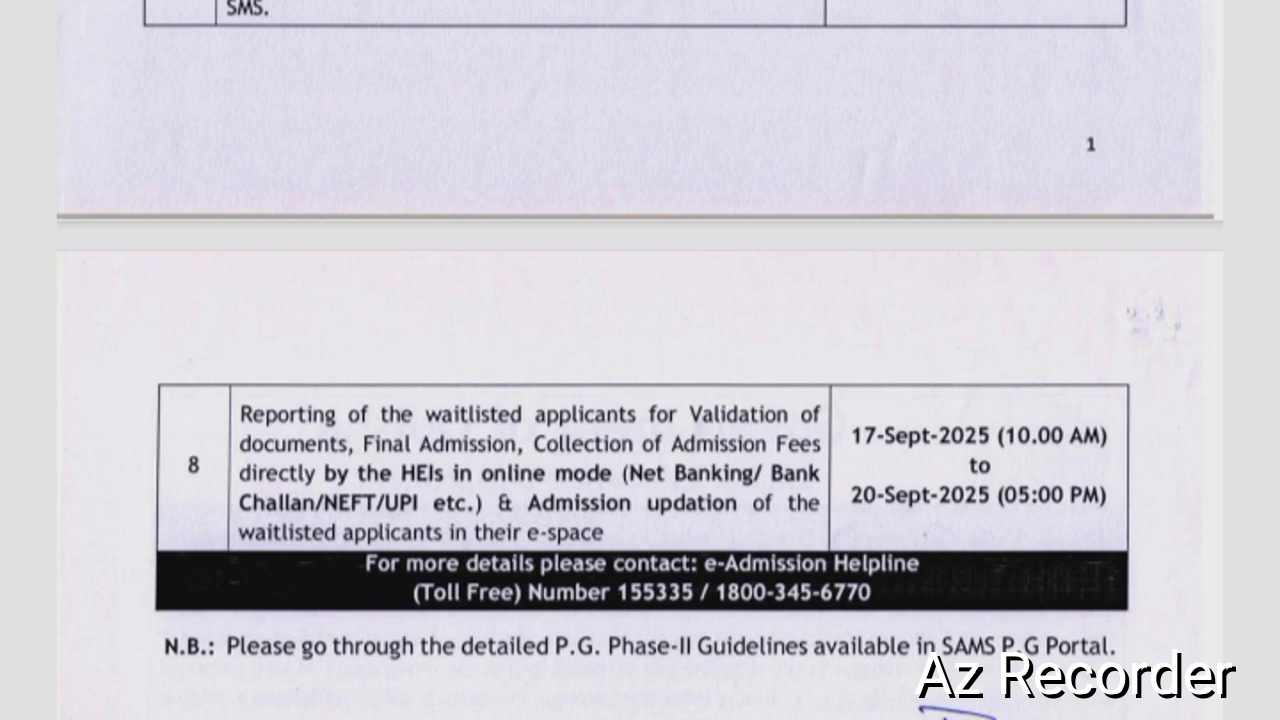 SMS.
1
Reporting of the waitlisted applicants for Validation of
documents, Final Admission, Collection of Admission Fees
directly by the HEIs in online mode (Net Banking/ Bank
Challan/NEFT/UPI etc.) & Admission updation of the
waitlisted applicants in their e-space
8
17-Sept-2025 (10.00 AM)
to
20-Sept-2025 (05:00 PM)
For more details please contact: e-Admission Helpline
(Toll Free) Number 155335 / 1800-345-6770
N.B.: Please go through the detailed P.G. Phase-II Guidelines available in SAMS P.G Portal.
Az Recorder